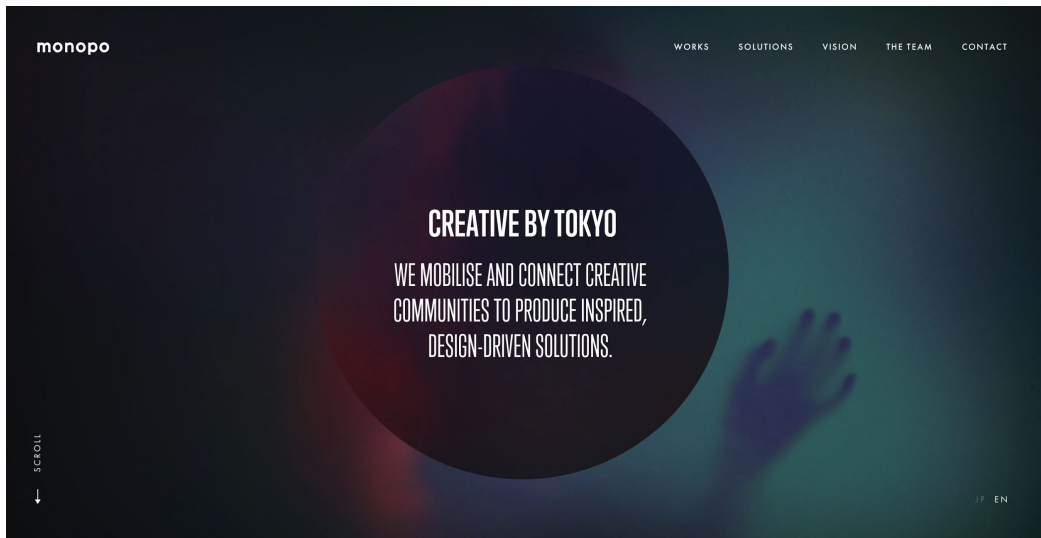 monopo
WORKS SOLUTIONS VISION THE TEAM CONTACT
CREATIVE BY TOKYO
WE MOBILISE AND CONNECT CREATIVE
COMMUNITIES TO PRODUCE INSPIRED,
DESIGN-DRIVEN SOLUTIONS.
SCROLL
JP EN